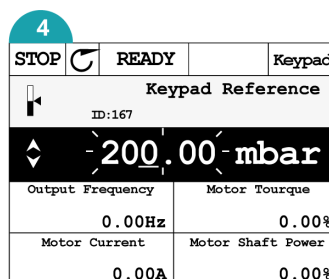 4
STOP READY Keypad
Keypad Reference
ID:167
200.00 mbar
Output Frequency Motor Tourque
0.00Hz 0.00%
Motor Current Motor Shaft Power
0.00A 0.00%